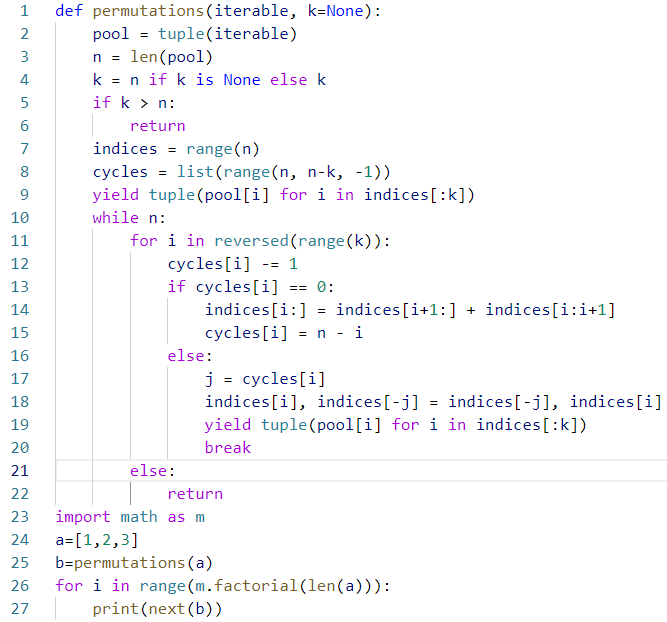 1 def permutations(iterable, k=None):
2     pool = tuple(iterable)
3     n = len(pool)
4     k = n if k is None else k
5     if k > n:
6         return
7     indices = range(n)
8     cycles = list(range(n, n-k, -1))
9     yield tuple(pool[i] for i in indices[:k])
10     while n:
11         for i in reversed(range(k)):
12             cycles[i] -= 1
13             if cycles[i] == 0:
14                 indices[i:] = indices[i+1:] + indices[i:i+1]
15                 cycles[i] = n - i
16             else:
17                 j = cycles[i]
18                 indices[i], indices[-j] = indices[-j], indices[i]
19                 yield tuple(pool[i] for i in indices[:k])
20                 break
21         else:
22             return
23 import math as m
24 a=[1,2,3]
25 b=permutations(a)
26 for i in range(m.factorial(len(a))):
27     print(next(b))